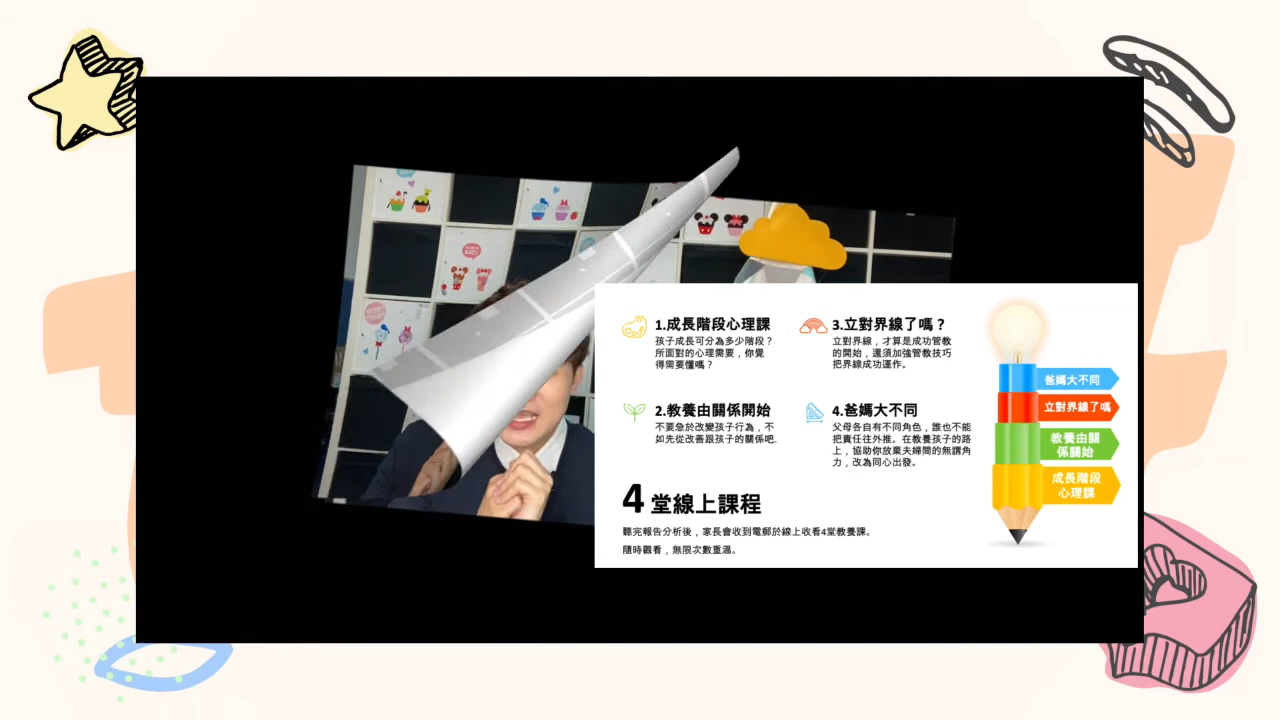 1.成長階段心理課
孩子成長可分為多少階段？
所面對的心理需要，你覺
得需要懂嗎？
2.教養由關係開始
不要急於改變孩子行為，不
如先從改善跟孩子的關係吧.
3.立對界線了嗎？
立對界線，才算是成功管教
的開始，還須加強管教技巧
把界線成功運作。
4.爸媽大不同
父母各自有不同角色，誰也不能
把責任往外推。在教養孩子的路
上，協助你放棄夫婦間的無謂角
力，改為同心出發。
爸媽大不同
立對界線了嗎
教養由關
係關始
成長階段
心理課
4 堂線上課程
聽完報告分析後，家長會收到電郵於線上收看4堂教養課。
隨時觀看，無限次數重溫。